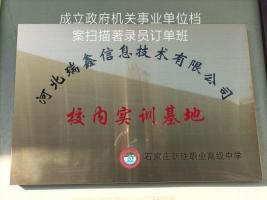 成立政府机关事业单位档
案扫描著录员订单班
河北瑞鑫信息技术有限公司
校内实训基地
石家庄新铁职业高级中学